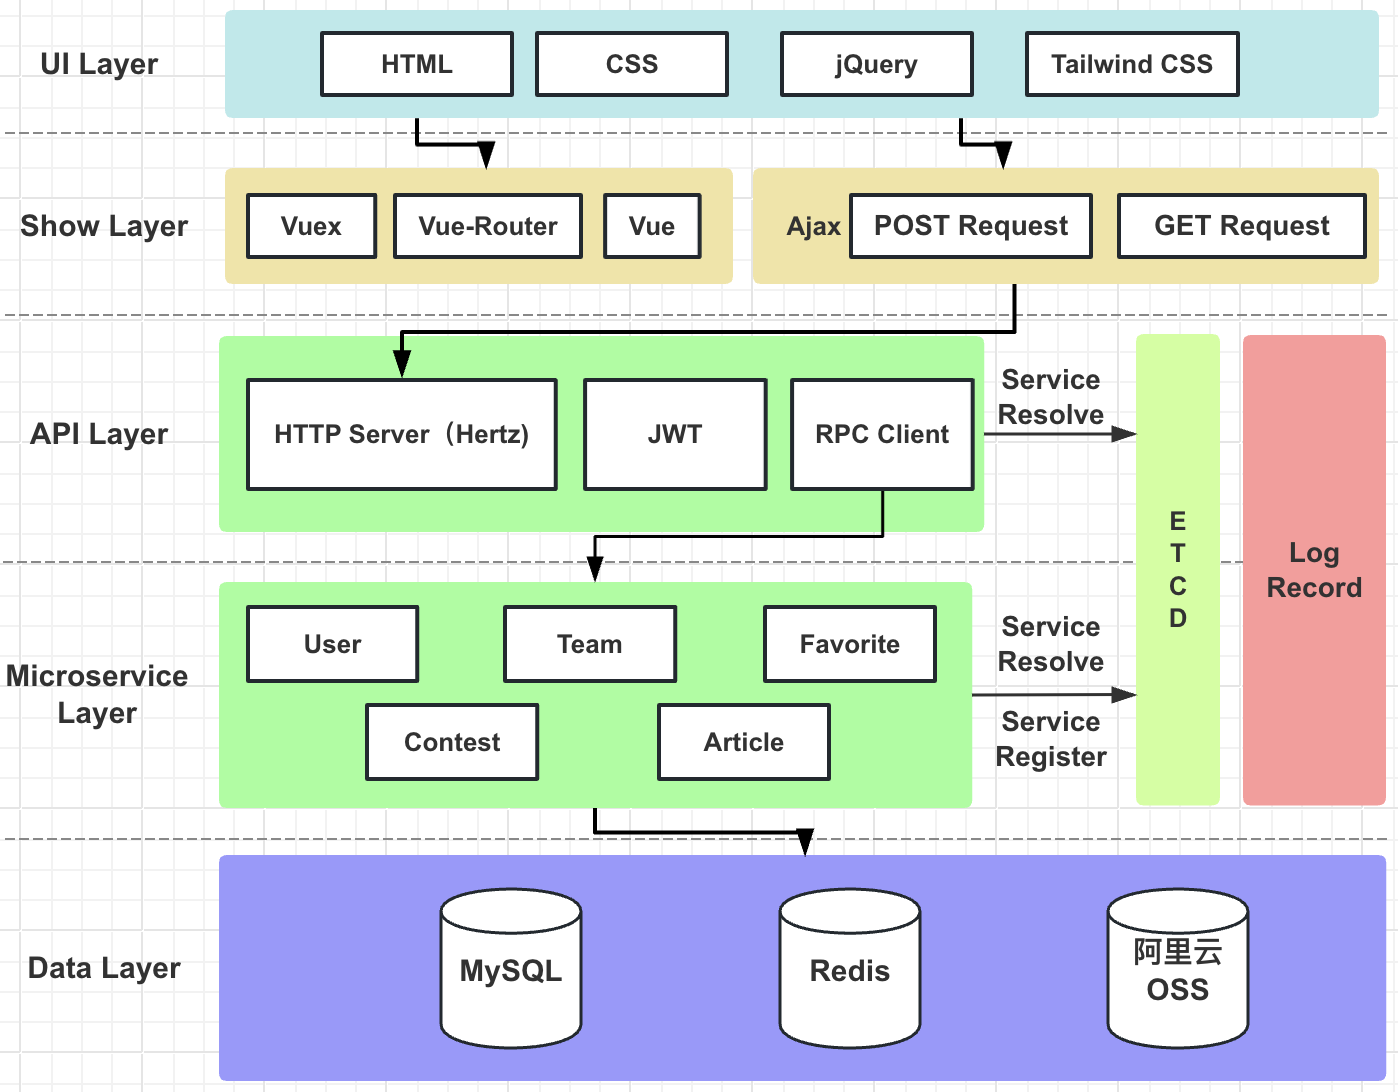 UI Layer
HTML
CSS
jQuery
Tailwind CSS
Show Layer
Vuex
Vue-Router
Vue
Ajax
POST Request
GET Request
API Layer
HTTP Server（Hertz)
JWT
RPC Client
Service
Resolve
E
T
C
D
Log
Record
Microservice
Layer
User
Team
Favorite
Contest
Article
Service
Resolve
Service
Register
Data Layer
MySQL
Redis
阿里云
OSS